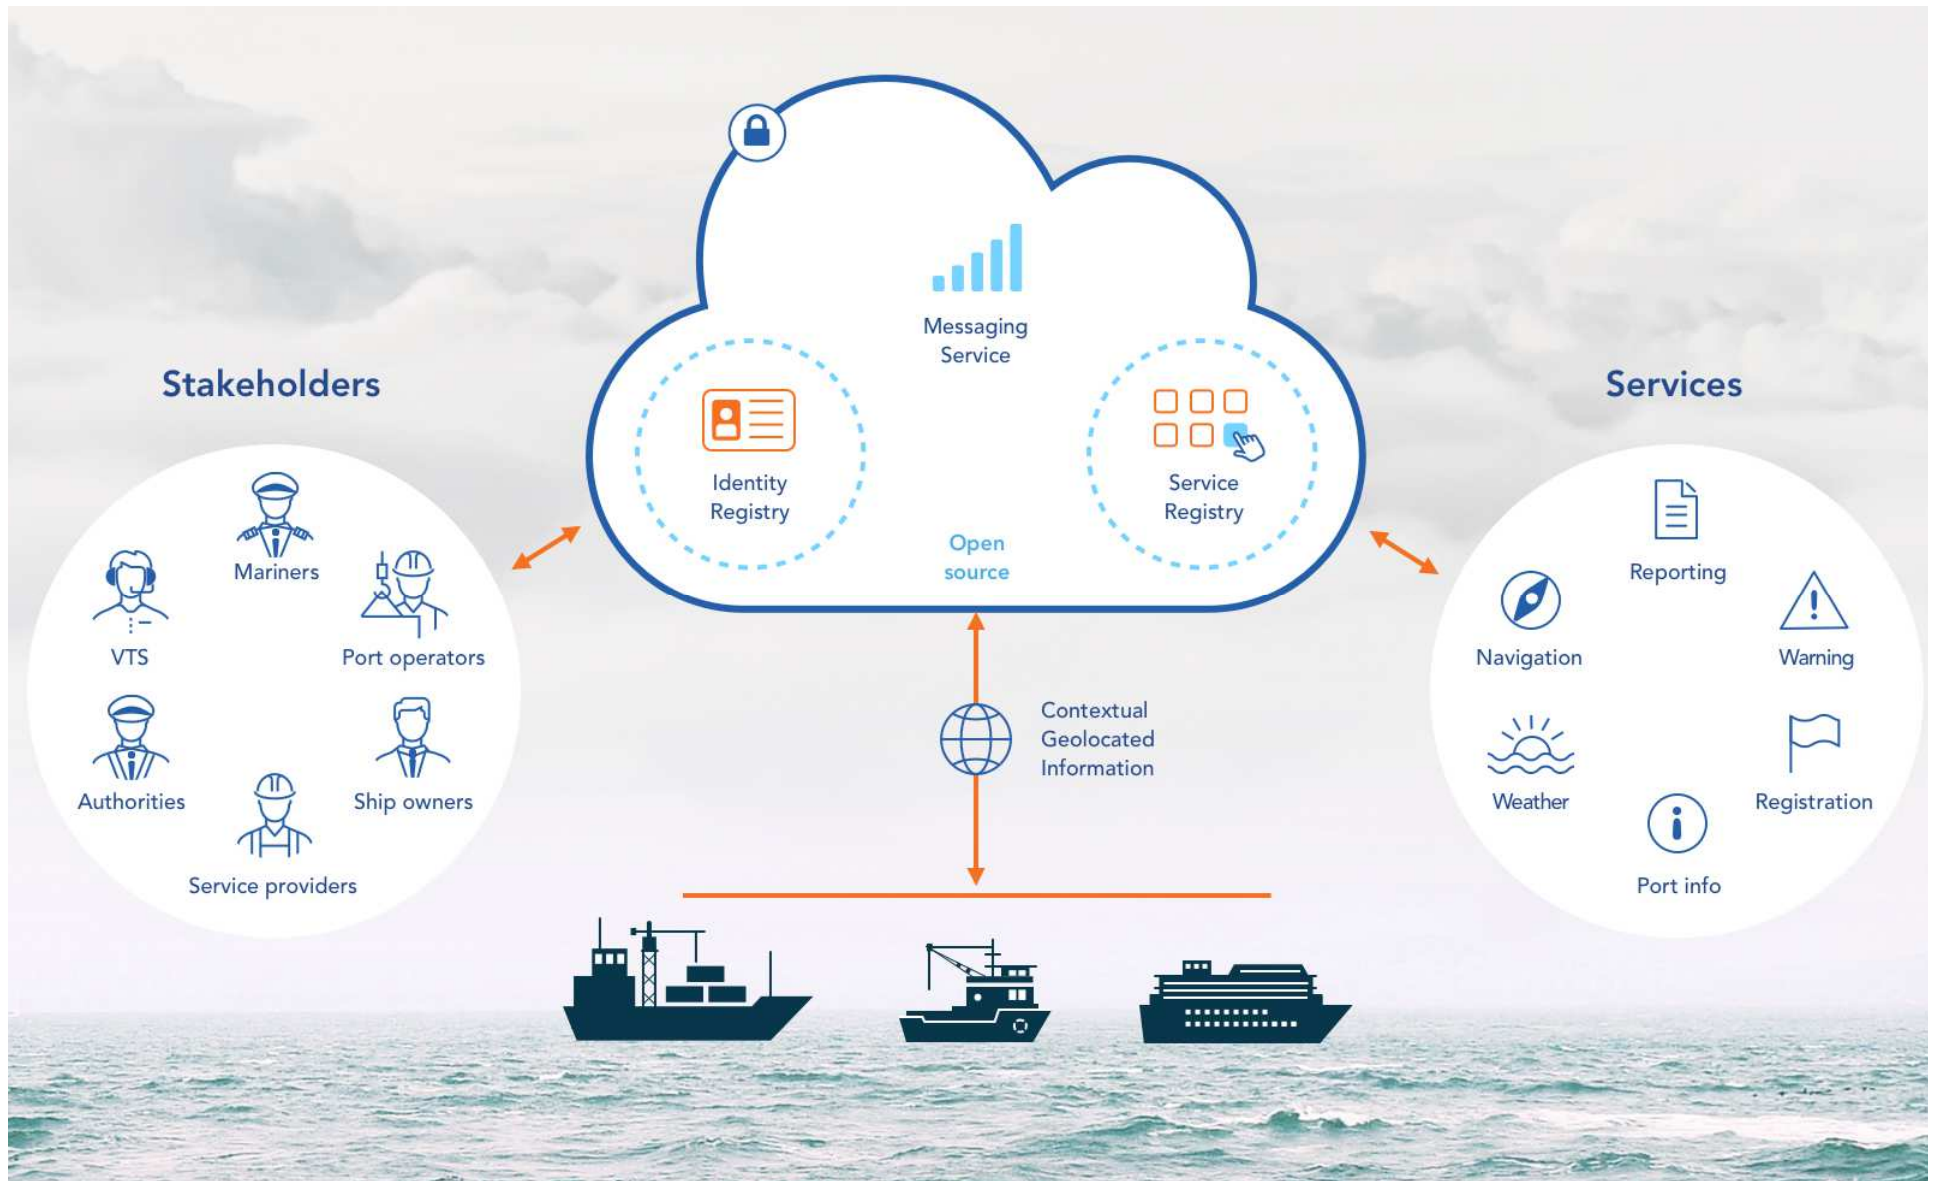 Messaging
Service
Stakeholders
Services
Identity
Registry
Service
Registry
Open
source
Mariners
VTS
Port operators
Authorities
Ship owners
Service providers
Contextual
Geolocated
Information
Reporting
Navigation
Warning
Weather
Registration
Port info